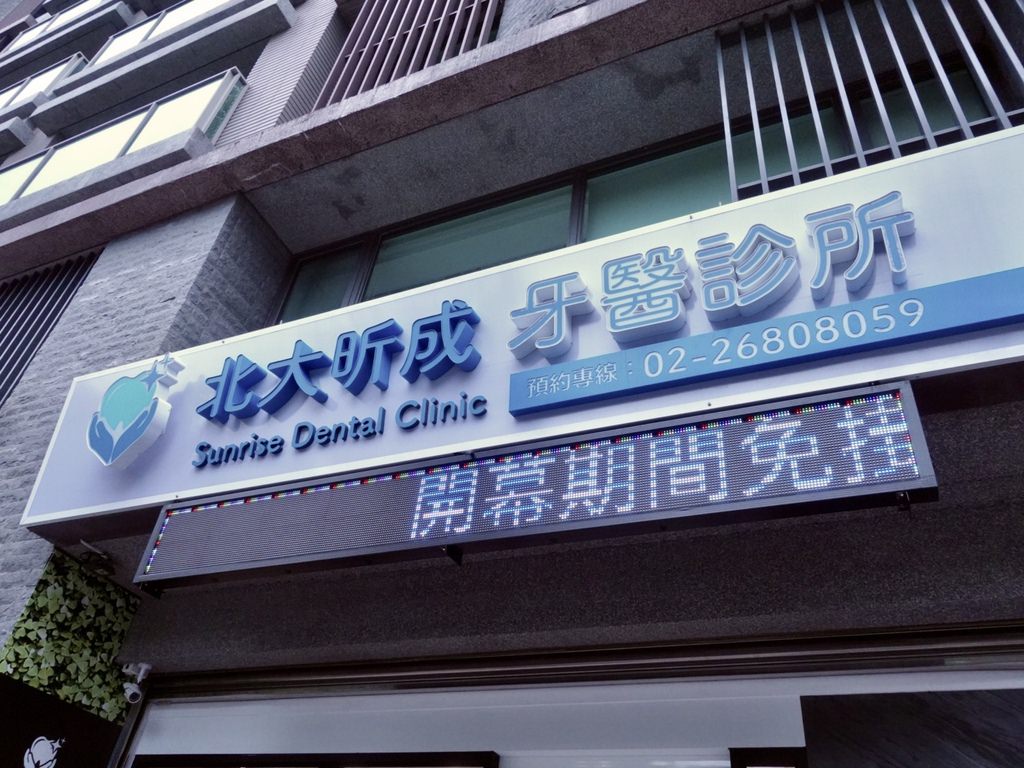 北大昕成 牙醫診所
Sunrise Dental Clinic
預約專線：02-26808059
開幕期間免掛